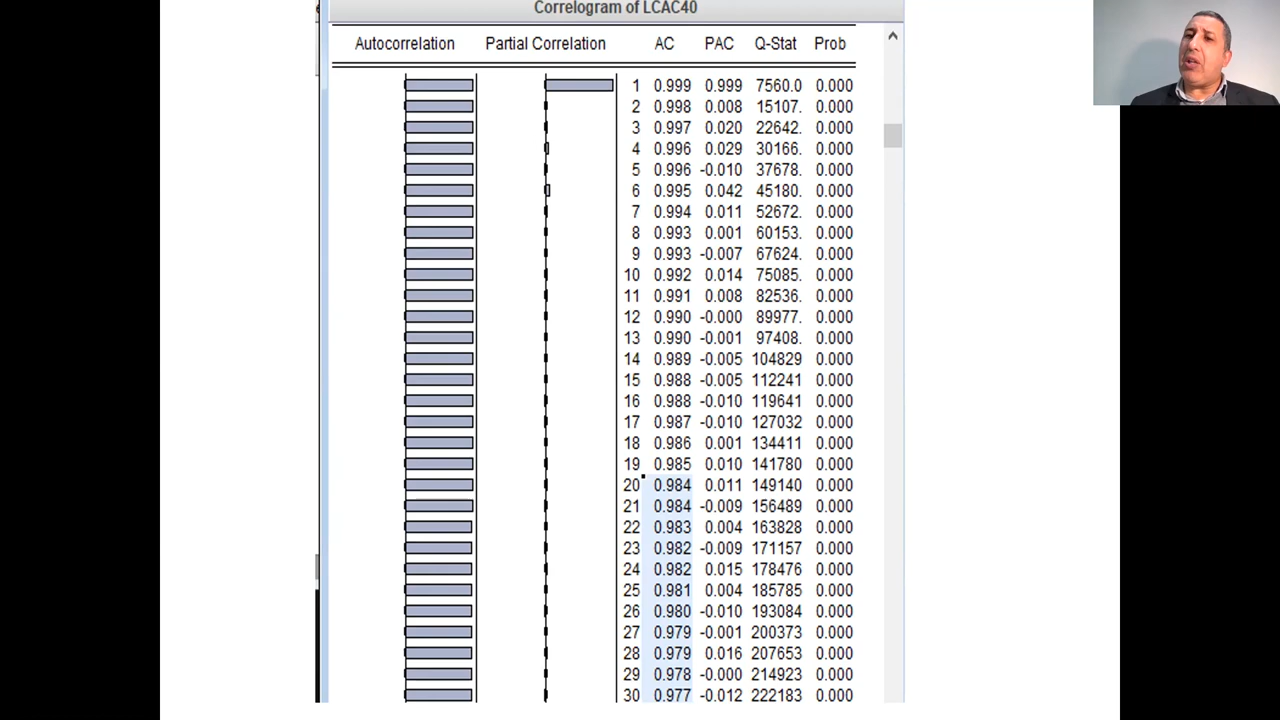 Correlogram of LCAC40
Autocorrelation Partial Correlation AC PAC Q-Stat Prob
1 0.999 0.999 7560.0 0.000
2 0.998 0.008 15107. 0.000
3 0.997 0.020 22642. 0.000
4 0.996 0.029 30166. 0.000
5 0.996 -0.010 37678. 0.000
6 0.995 0.042 45180. 0.000
7 0.994 0.011 52672. 0.000
8 0.993 0.001 60153. 0.000
9 0.993 -0.007 67624. 0.000
10 0.992 0.014 75085. 0.000
11 0.991 0.008 82536. 0.000
12 0.990 -0.000 89977. 0.000
13 0.990 -0.001 97408. 0.000
14 0.989 -0.005 104829 0.000
15 0.988 -0.005 112241 0.000
16 0.988 -0.010 119641 0.000
17 0.987 -0.010 127032 0.000
18 0.986 0.001 134411 0.000
19 0.985 0.010 141780 0.000
20 0.984 0.011 149140 0.000
21 0.984 -0.009 156489 0.000
22 0.983 0.004 163828 0.000
23 0.982 -0.009 171157 0.000
24 0.982 0.015 178476 0.000
25 0.981 0.004 185785 0.000
26 0.980 -0.010 193084 0.000
27 0.979 -0.001 200373 0.000
28 0.979 0.016 207653 0.000
29 0.978 -0.000 214923 0.000
30 0.977 -0.012 222183 0.000